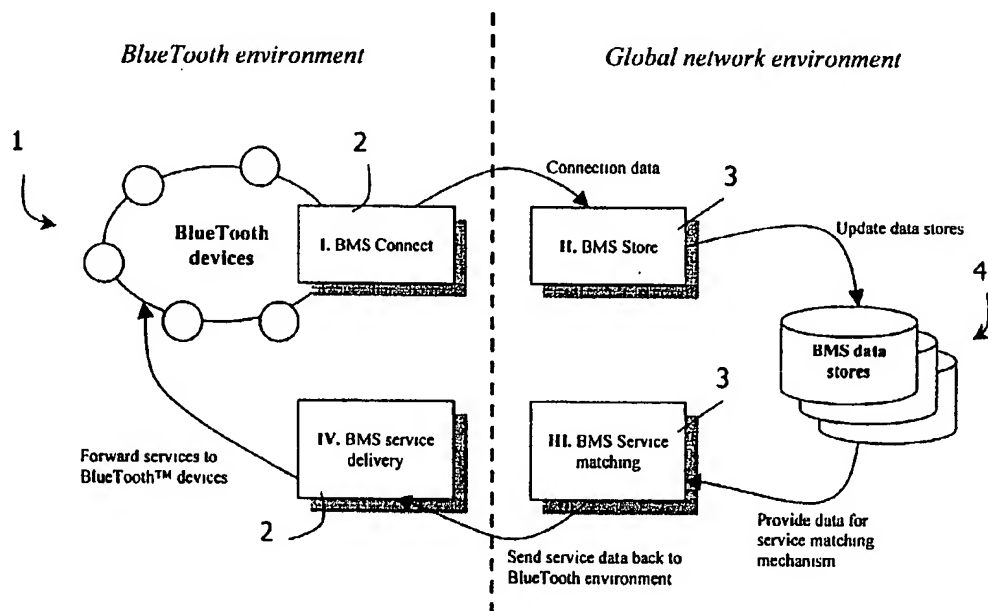 BlueTooth environment
Global network environment
1
2
Connection data
3
BlueTooth
devices
I. BMS Connect
II. BMS Store
Update data stores
4
BMS data
stores
3
2
IV. BMS service
delivery
III. BMS Service
matching
Forward services to
BlueTooth™ devices
Provide data for
service matching
mechanism
Send service data back to
BlueTooth environment